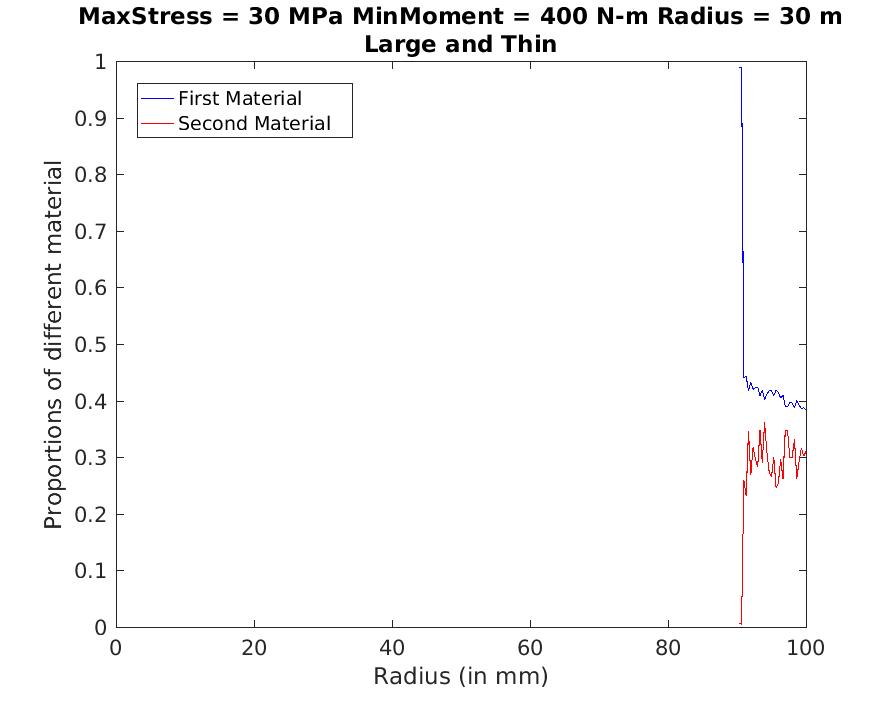 MaxStress = 30 MPa MinMoment = 400 N-m Radius = 30 m
Large and Thin
1
First Material
Second Material
0.9
0.8
0.7
0.6
0.5
0.4
0.3
0.2
0.1
0
Proportions of different material
0
20
40
60
80
100
Radius (in mm)